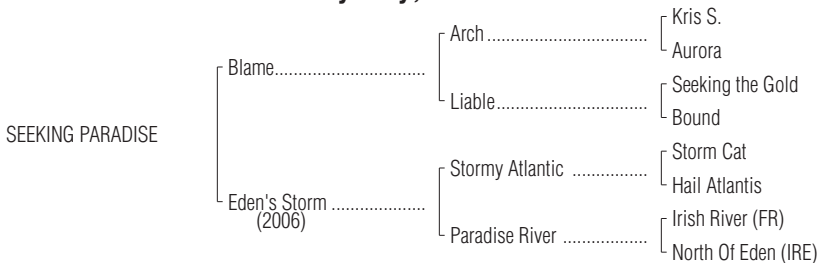 Kris S.
Arch ..................................
Aurora
Blame................................
Seeking the Gold
Liable.................................
Bound
SEEKING PARADISE
Storm Cat
Stormy Atlantic ................
Hail Atlantis
Eden's Storm ....................
(2006)
Irish River (FR)
Paradise River ..................
North Of Eden (IRE)